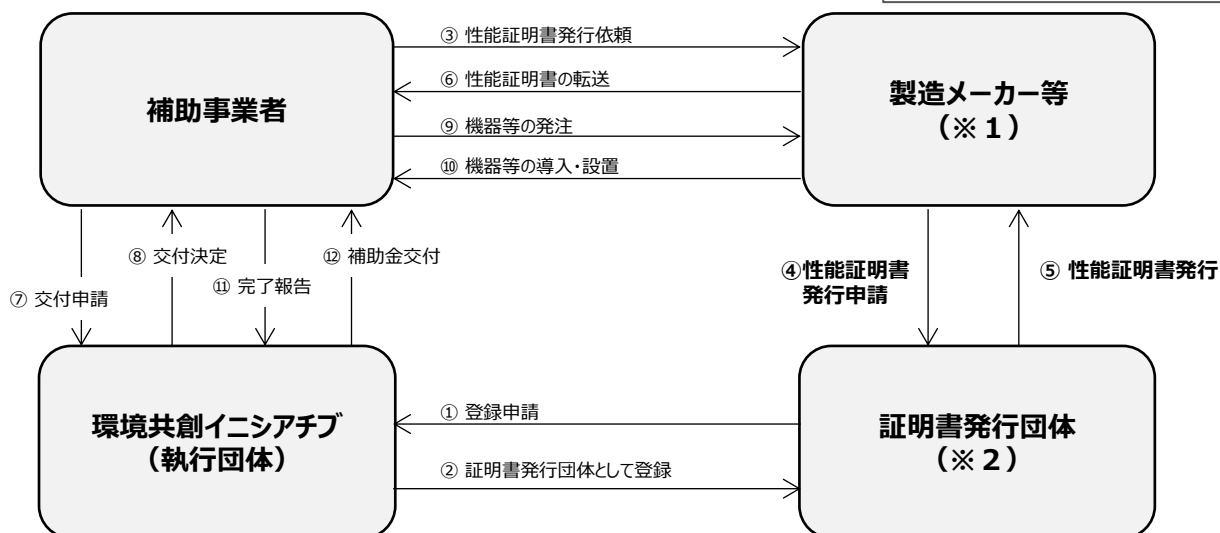 ③ 性能証明書発行依頼
⑥ 性能証明書の転送
⑨ 機器等の発注
⑩ 機器等の導入・設置
補助事業者
製造メーカー等
（※１）
⑦ 交付申請
⑧ 交付決定
⑪ 完了報告
⑫ 補助金交付
④性能証明書
発行申請
⑤ 性能証明書発行
環境共創イニシアチブ
（執行団体）
① 登録申請
② 証明書発行団体として登録
証明書発行団体
（※２）